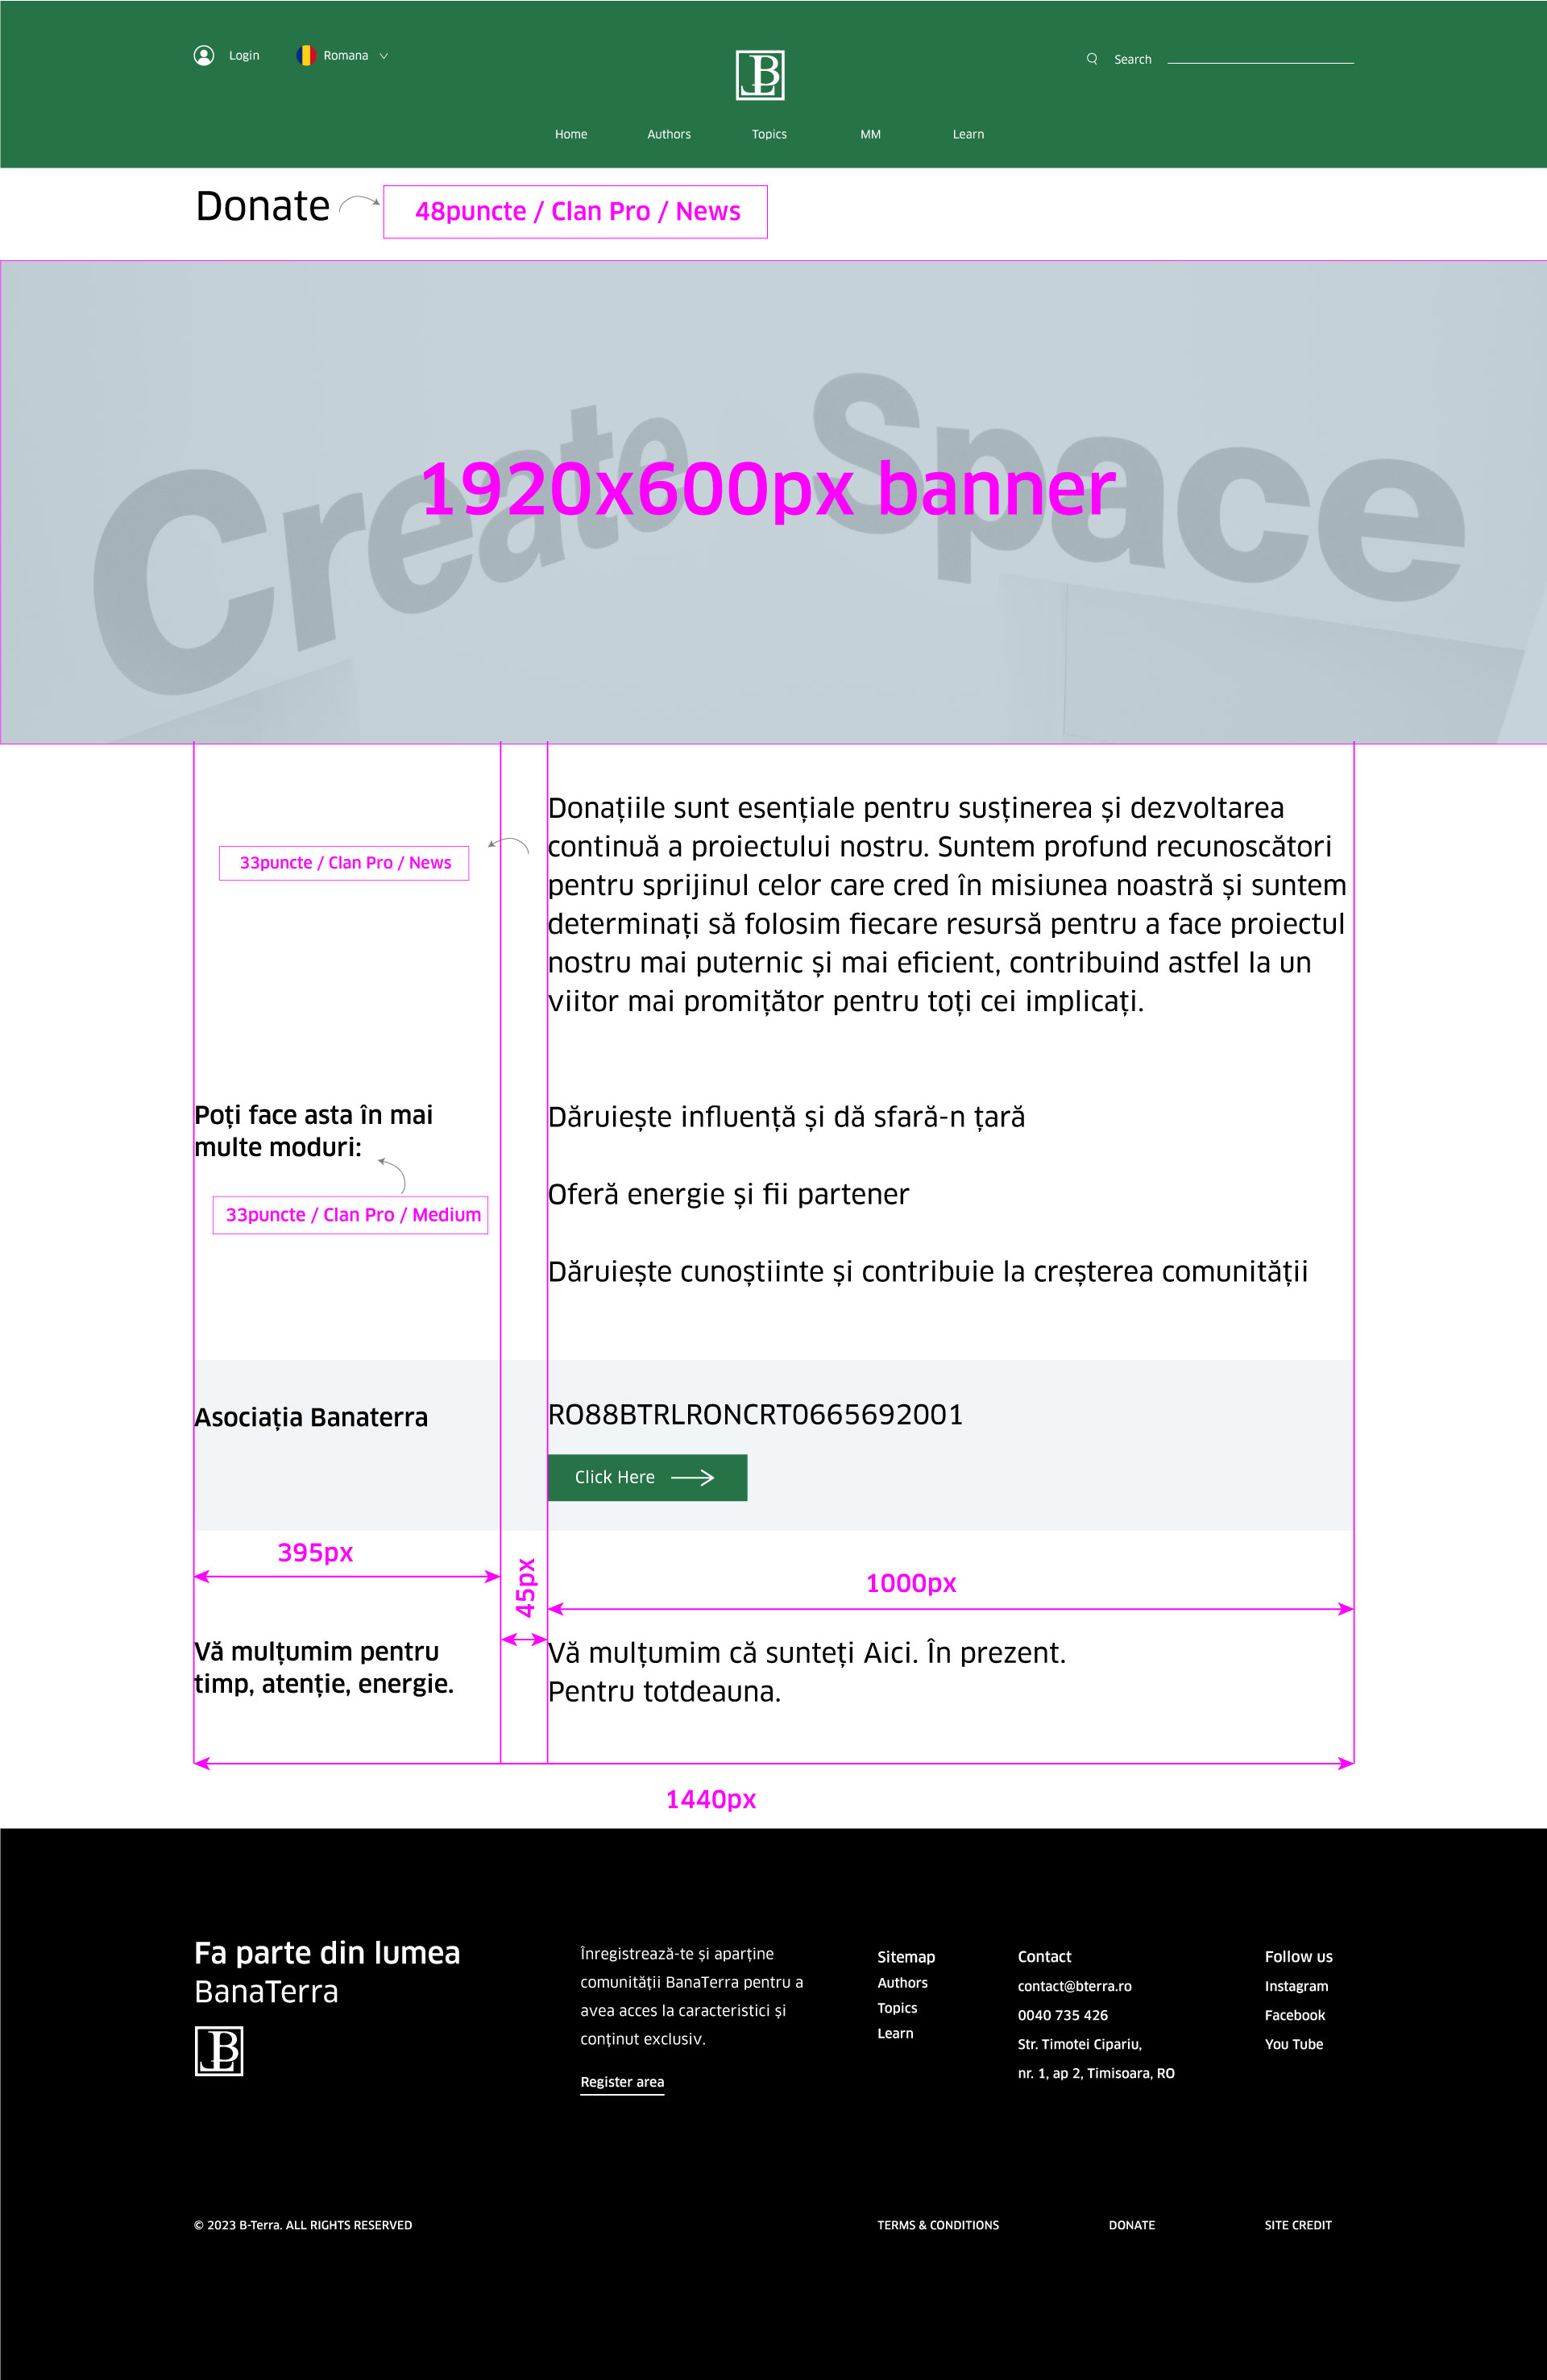 Login
Romana
B
Search
Home
Authors
Topics
MM
Learn
Donate
48puncte / Clan Pro / News
Create Space
1920x600px banner
Donațiile sunt esențiale pentru susținerea și dezvoltarea
continuă a proiectului nostru. Suntem profund recunoscători
pentru sprijinul celor care cred în misiunea noastră și suntem
determinați să folosim fiecare resursă pentru a face proiectul
nostru mai puternic și mai eficient, contribuind astfel la un
viitor mai promițător pentru toți cei implicați.
33puncte / Clan Pro / News
Poți face asta în mai
multe moduri:
33puncte / Clan Pro / Medium
Dăruiește influență și dă sfară-n țară
Oferă energie și fii partener
Dăruiește cunoștiinte și contribuie la creșterea comunității
Asociația Banaterra
RO88BTRLRONCRT0665692001
Click Here
395px
45px
1000px
Vă mulțumim pentru
timp, atenție, energie.
Vă mulțumim că sunteți Aici. În prezent.
Pentru totdeauna.
1440px
Fa parte din lumea
BanaTerra
B
Înregistrează-te și aparține
comunității BanaTerra pentru a
avea acces la caracteristici și
conținut exclusiv.
Register area
Sitemap
Authors
Topics
Learn
Contact
contact@bterra.ro
0040 735 426
Str. Timotei Cipariu,
nr. 1, ap 2, Timisoara, RO
Follow us
Instagram
Facebook
You Tube
© 2023 B-Terra. ALL RIGHTS RESERVED
TERMS & CONDITIONS
DONATE
SITE CREDIT